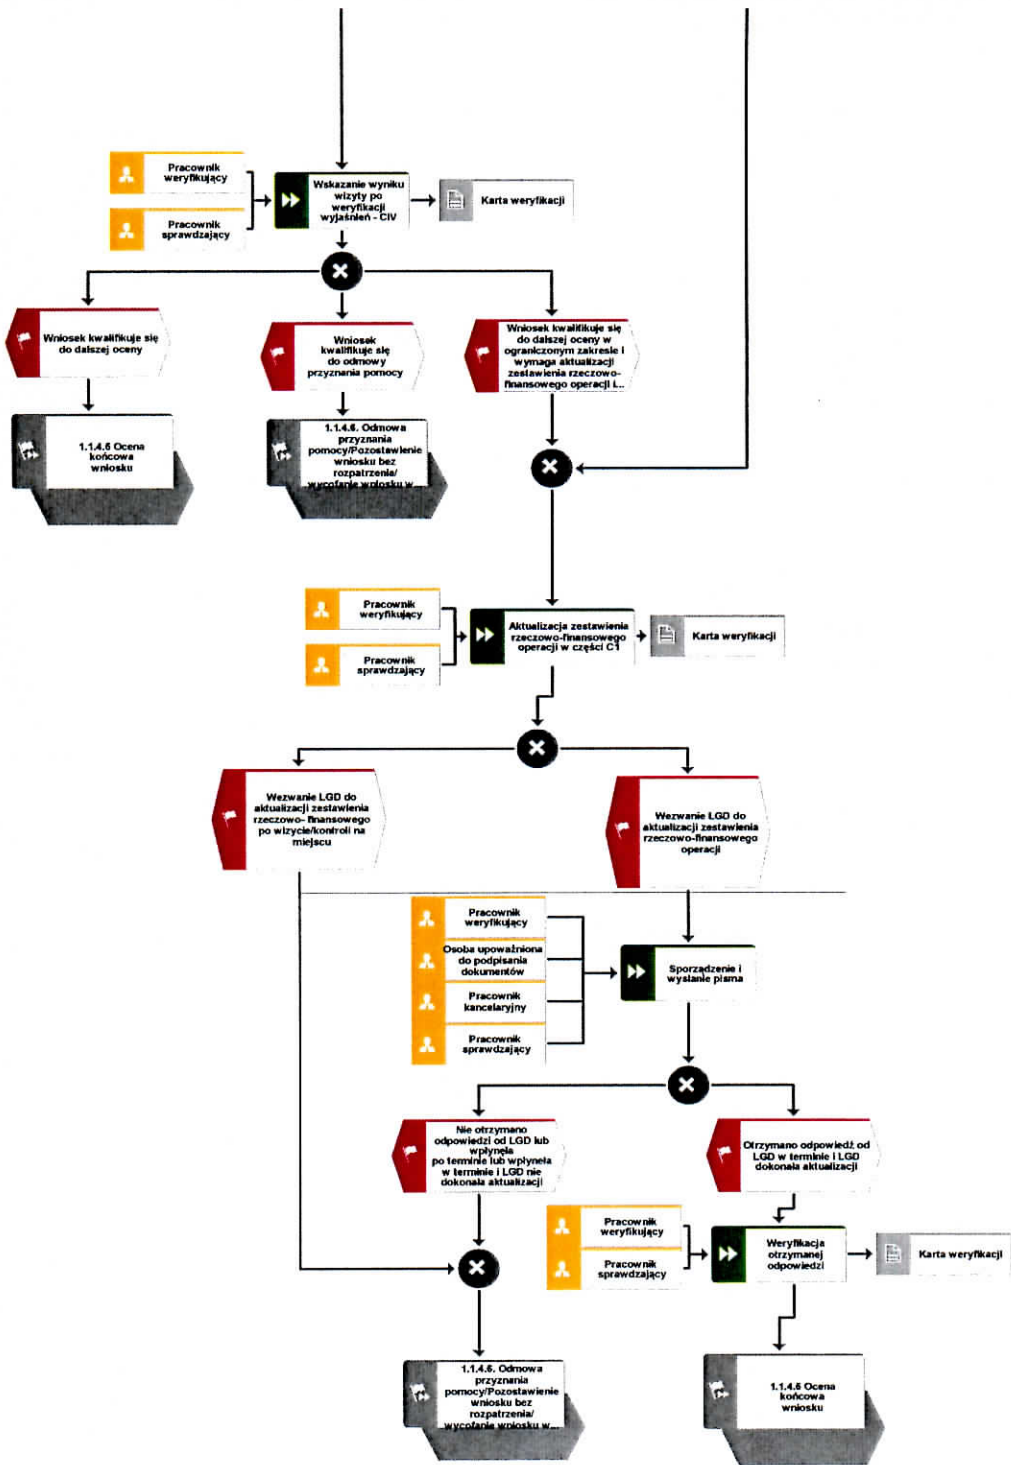 Pracownik
weryfikujący
Pracownik
sprawdzający
Wskazanie wyniku
wizyty po
weryfikacji
wyjaśnień - CIV
Karta weryfikacji
Wniosek kwalifikuje się
do dalszej oceny
Wniosek
kwalifikuje się
do odmowy
przyznania pomocy
Wniosek kwalifikuje się
do dalszej oceny w
ograniczonym zakresie i
wymaga aktualizacji
zestawienia rzeczowo-
finansowego operacji i...
1.1.4.5 Ocena
końcowa
wniosku
1.1.4.6. Odmowa
przyznania
pomocy/Pozostawienie
wniosku bez
rozpatrzenia/
wycofanie wniosku w...
Pracownik
weryfikujący
Pracownik
sprawdzający
Aktualizacja zestawienia
rzeczowo-finansowego
operacji w części C1
Karta weryfikacji
Wezwanie LGD do
aktualizacji zestawienia
rzeczowo- finansowego
po wizycie/kontroli na
miejscu
Wezwanie LGD do
aktualizacji zestawienia
rzeczowo-finansowego
operacji
Pracownik
weryfikujący
Osoba upoważniona
do podpisania
dokumentów
Pracownik
kancelaryjny
Pracownik
sprawdzający
Sporządzenie i
wysłanie pisma
Nie otrzymano
odpowiedzi od LGD lub
wpłynęła
po terminie lub wpłynęła
w terminie i LGD nie
dokonała aktualizacji
Otrzymano odpowiedź od
LGD w terminie i LGD
dokonała aktualizacji
Pracownik
weryfikujący
Pracownik
sprawdzający
Weryfikacja
otrzymanej
odpowiedzi
Karta weryfikacji
1.1.4.6. Odmowa
przyznania
pomocy/Pozostawienie
wniosku bez
rozpatrzenia/
wycofanie wniosku w...
1.1.4.5 Ocena
końcowa
wniosku